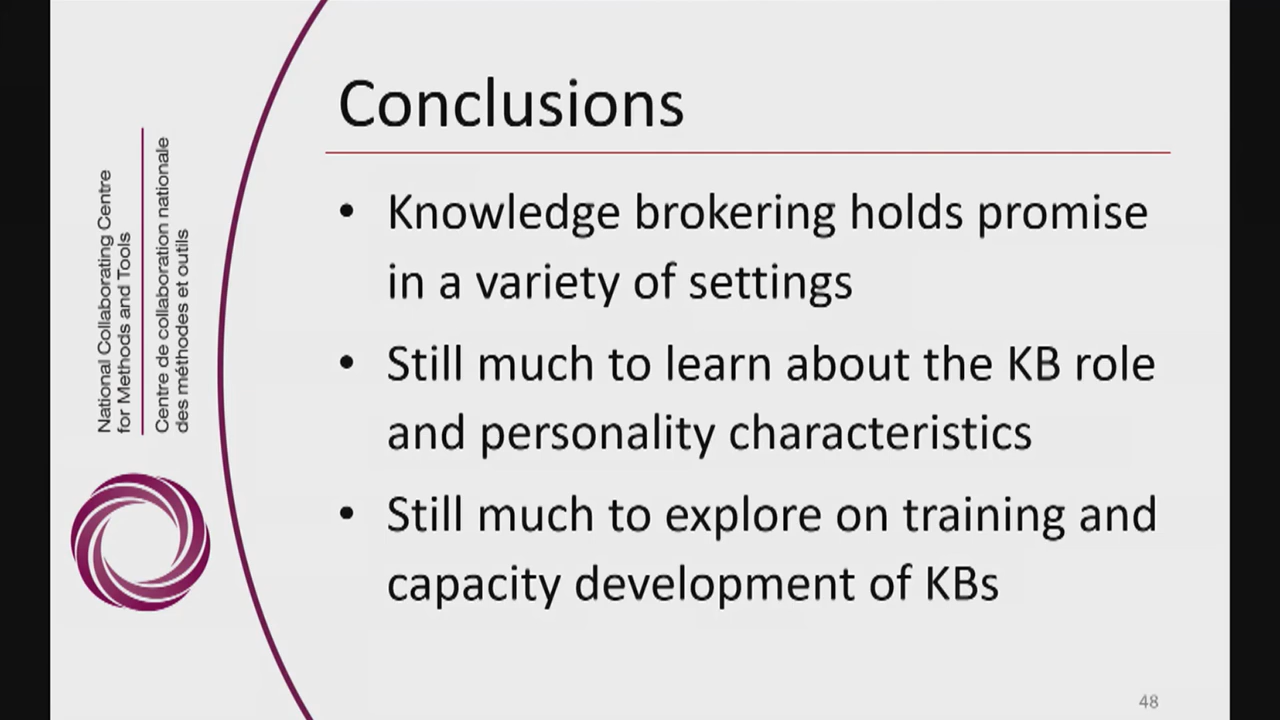 National Collaborating Centre
for Methods and Tools
Centre de collaboration nationale
des méthodes et outils
Conclusions
• Knowledge brokering holds promise
in a variety of settings
• Still much to learn about the KB role
and personality characteristics
• Still much to explore on training and
capacity development of KBs
48